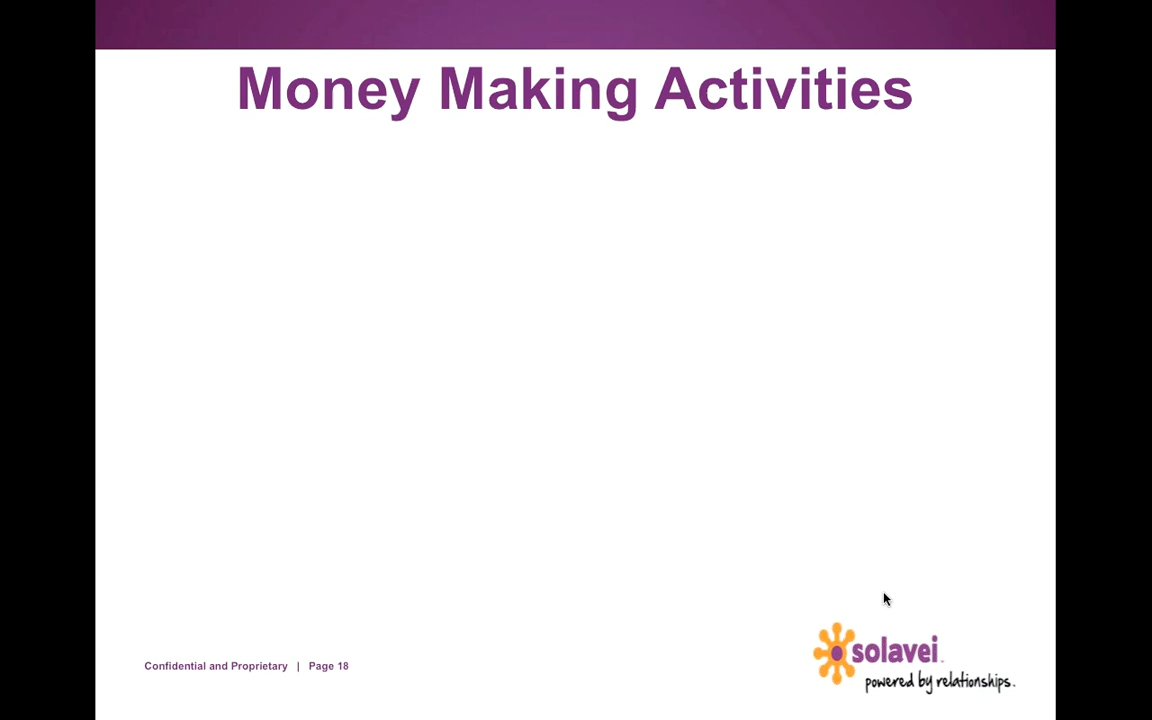 Money Making Activities
Confidential and Proprietary | Page 18
solavei
powered by relationships.